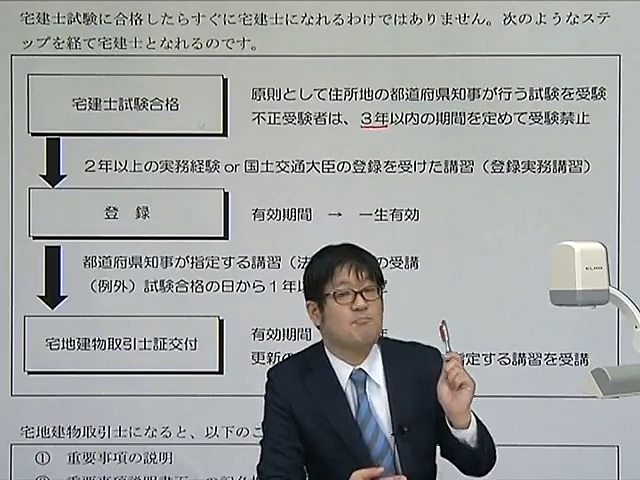 宅建士試験に合格したらすぐに宅建士になれるわけではありません。次のようなステ
ップを経て宅建士となれるのです。
宅建士試験合格
原則として住所地の都道府県知事が行う試験を受験
不正受験者は、３年以内の期間を定めて受験禁止
２年以上の実務経験 or 国土交通大臣の登録を受けた講習（登録実務講習）
登 録
有効期間 → 一生有効
都道府県知事が指定する講習（法 の受講
（例外）試験合格の日から１年以
宅地建物取引士証交付
有効期間
更新の 指定する講習を受講
宅地建物取引士になると、以下のこ
① 重要事項の説明
ELMO